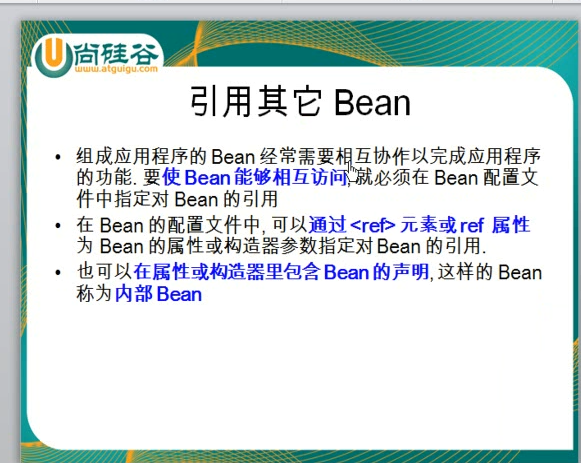 尚硅谷
www.atguigu.com
引用其它 Bean
• 组成应用程序的 Bean 经常需要相互协作以完成应用程序
的功能. 要使 Bean 能够相互访问, 就必须在 Bean 配置文
件中指定对 Bean 的引用
• 在 Bean 的配置文件中, 可以通过 <ref> 元素或 ref 属性
为 Bean 的属性或构造器参数指定对 Bean 的引用.
• 也可以在属性或构造器里包含 Bean 的声明, 这样的 Bean
称为内部 Bean